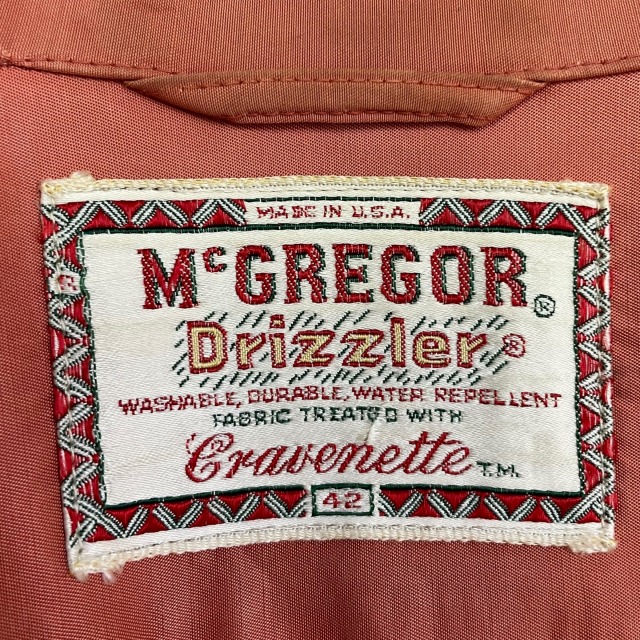 MADE IN U.S.A.
McGREGOR®
Drizzler®
WASHABLE, DURABLE, WATER REPELLENT
FABRIC TREATED WITH
Cravenette T.M.
42